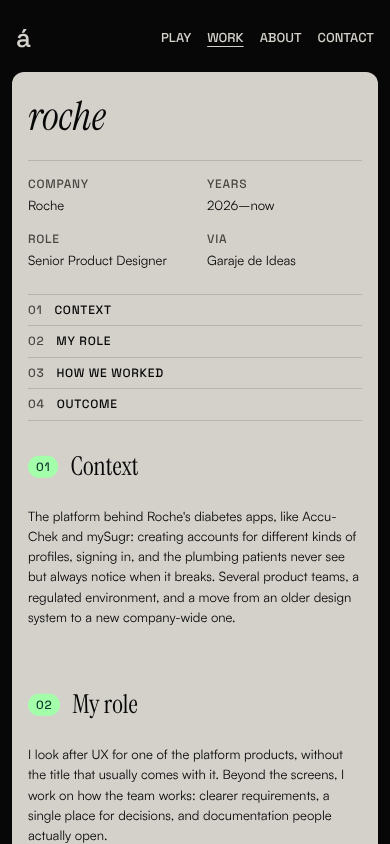 á
PLAY WORK ABOUT CONTACT
roche
COMPANY YEARS
Roche 2026—now
ROLE VIA
Senior Product Designer Garaje de Ideas
01 CONTEXT
02 MY ROLE
03 HOW WE WORKED
04 OUTCOME
01 Context
The platform behind Roche's diabetes apps, like Accu-
Chek and mySugr: creating accounts for different kinds of
profiles, signing in, and the plumbing patients never see
but always notice when it breaks. Several product teams, a
regulated environment, and a move from an older design
system to a new company-wide one.
02 My role
I look after UX for one of the platform products, without
the title that usually comes with it. Beyond the screens, I
work on how the team works: clearer requirements, a
single place for decisions, and documentation people
actually open.